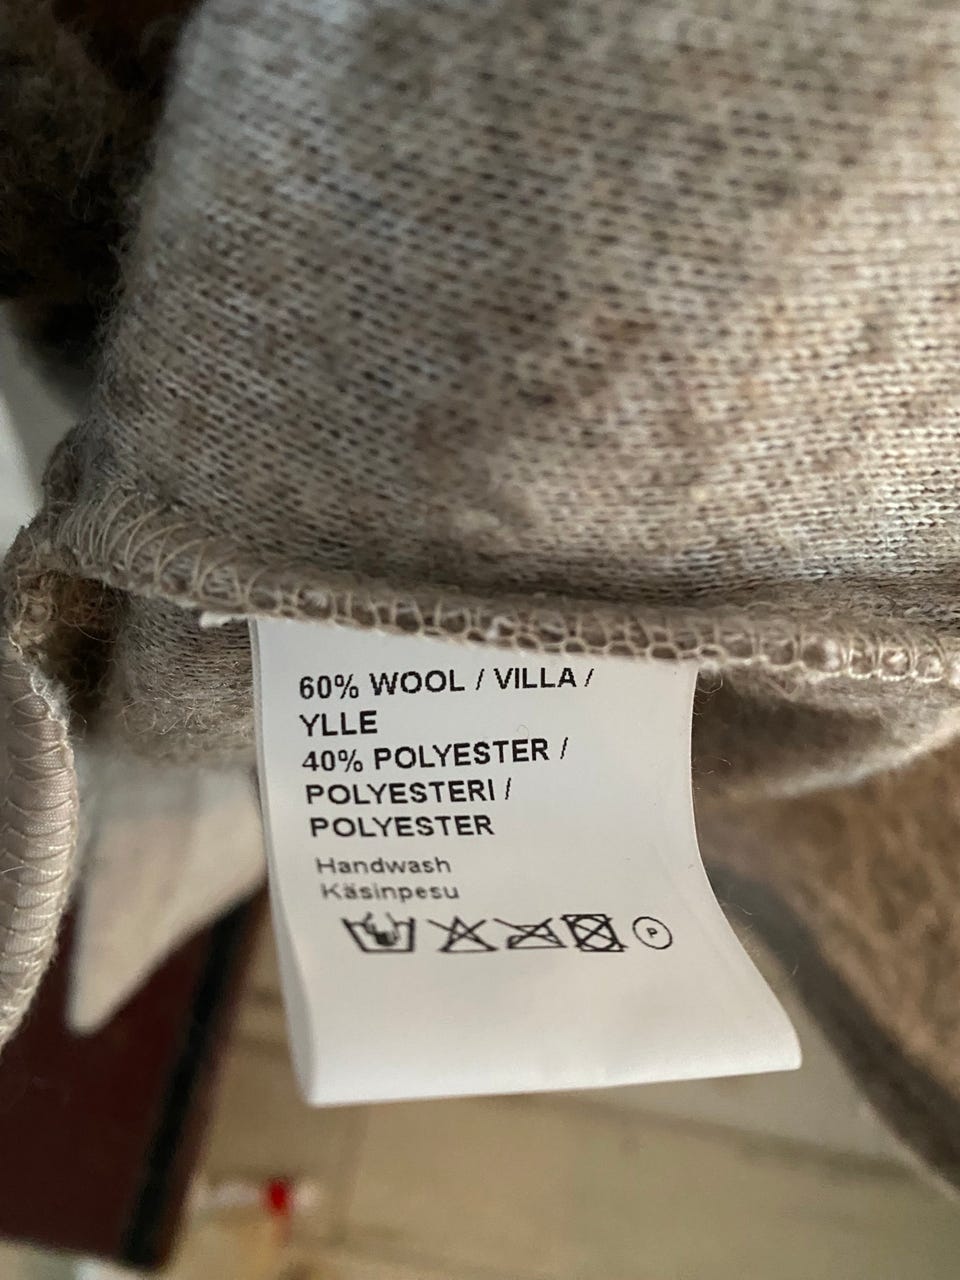 60% WOOL / VILLA /
YLLE
40% POLYESTER /
POLYESTERI /
POLYESTER
Handwash
Käsinpesu
P